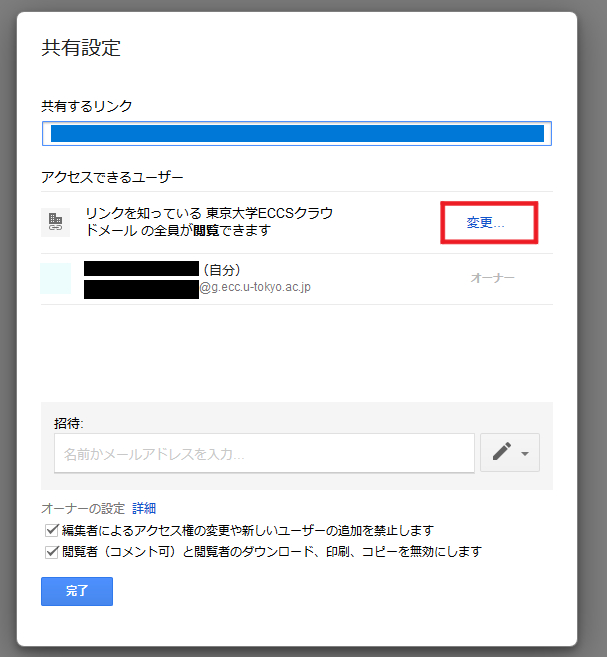 共有設定
共有するリンク
アクセスできるユーザー
リンクを知っている 東京大学ECCSクラウ
ドメール の全員が閲覧できます
変更...
（自分）
@g.ecc.u-tokyo.ac.jp
オーナー
招待:
名前かメールアドレスを入力...
オーナーの設定 詳細
編集者によるアクセス権の変更や新しいユーザーの追加を禁止します
閲覧者（コメント可）と閲覧者のダウンロード、印刷、コピーを無効にします
完了